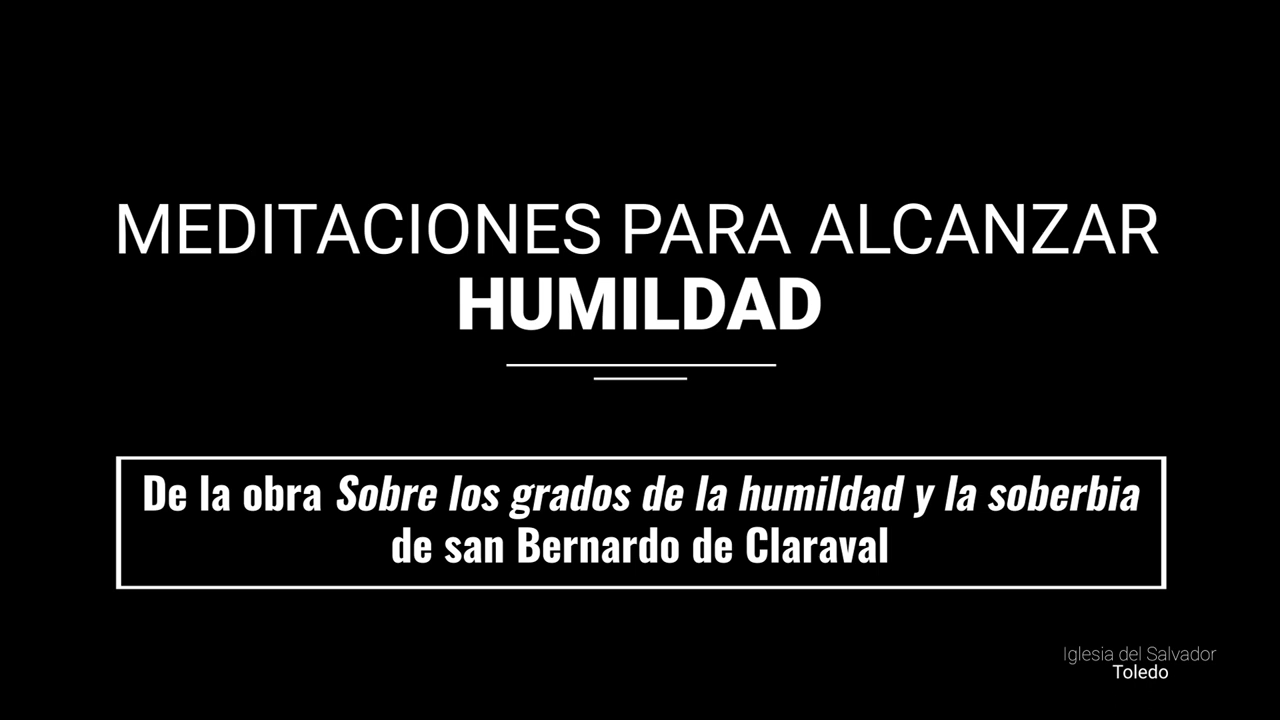 MEDITACIONES PARA ALCANZAR
HUMILDAD
De la obra Sobre los grados de la humildad y la soberbia
de san Bernardo de Claraval
Iglesia del Salvador
Toledo